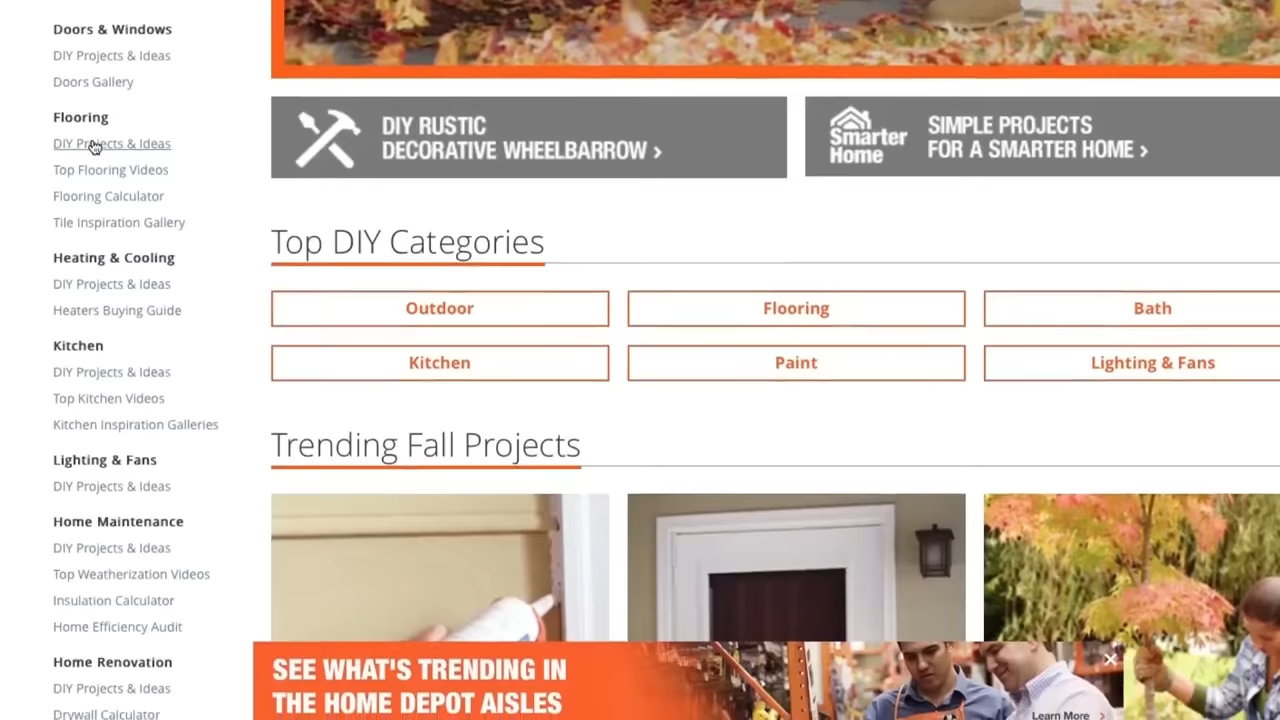 Doors & Windows
DIY Projects & Ideas
Doors Gallery
Flooring
DIY Projects & Ideas
Top Flooring Videos
Flooring Calculator
Tile Inspiration Gallery
Heating & Cooling
DIY Projects & Ideas
Heaters Buying Guide
Kitchen
DIY Projects & Ideas
Top Kitchen Videos
Kitchen Inspiration Galleries
Lighting & Fans
DIY Projects & Ideas
Home Maintenance
DIY Projects & Ideas
Top Weatherization Videos
Insulation Calculator
Home Efficiency Audit
Home Renovation
DIY Projects & Ideas
Drywall Calculator
DIY RUSTIC
DECORATIVE WHEELBARROW ›
Smarter
Home
SIMPLE PROJECTS
FOR A SMARTER HOME ›
Top DIY Categories
Outdoor
Flooring
Bath
Kitchen
Paint
Lighting & Fans
Trending Fall Projects
SEE WHAT'S TRENDING IN
THE HOME DEPOT AISLES
Learn More ›